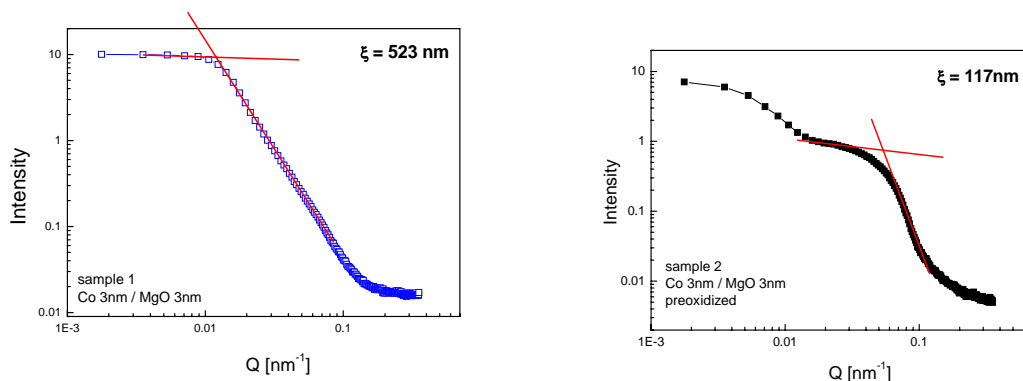 ξ = 523 nm
10
1
0.1
0.01
Intensity
sample 1
Co 3nm / MgO 3nm
1E-3
0.01
0.1
Q [nm⁻¹]
ξ = 117nm
10
1
0.1
0.01
Intensity
sample 2
Co 3nm / MgO 3nm
preoxidized
1E-3
0.01
0.1
Q [nm⁻¹]